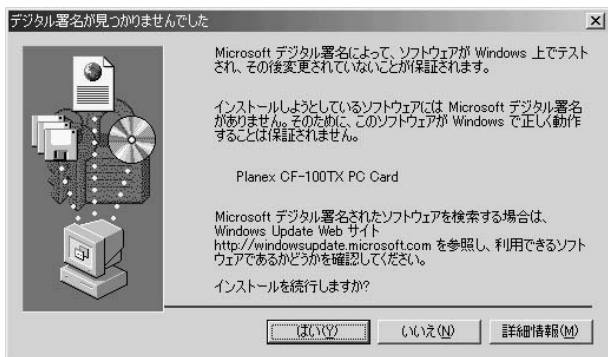 デジタル署名が見つかりませんでした
Microsoft デジタル署名によって、ソフトウェアが Windows 上でテスト
され、その後変更されていないことが保証されます。
インストールしようとしているソフトウェアには Microsoft デジタル署名
がありません。そのために、このソフトウェアが Windows で正しく動作
することは保証されません。
Planex CF-100TX PC Card
Microsoft デジタル署名されたソフトウェアを検索する場合は、
Windows Update Web サイト
http://windowsupdate.microsoft.com を参照し、利用できるソフト
ウェアであるかどうかを確認してください。
インストールを続行しますか?
はい(Y) いいえ(N) 詳細情報(M)